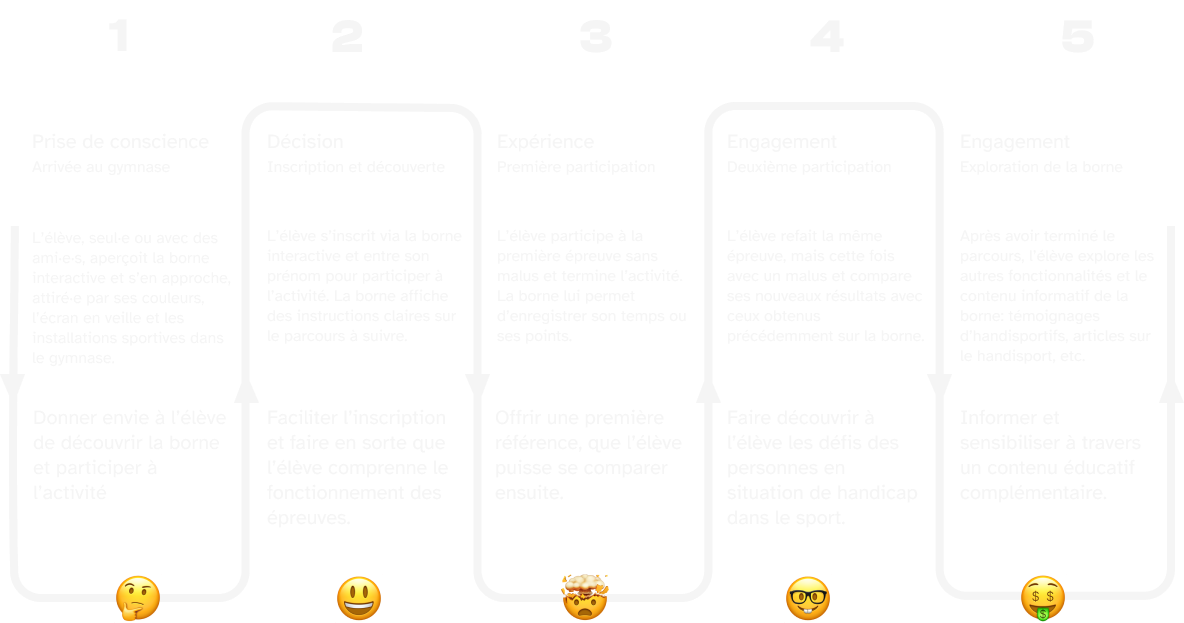 1
2
3
4
5
Prise de conscience
Arrivée au gymnase
L'élève, seul·e ou avec des
ami·e·s, aperçoit la borne
interactive et s'en approche,
attiré·e par ses couleurs,
l'écran en veille et les
installations sportives dans
le gymnase.
Donner envie à l'élève
de découvrir la borne
et participer à
l'activité
Décision
Inscription et découverte
L'élève s'inscrit via la borne
interactive et entre son
prénom pour participer à
l'activité. La borne affiche
des instructions claires sur
le parcours à suivre.
Faciliter l'inscription
et faire en sorte que
l'élève comprenne le
fonctionnement des
épreuves.
Expérience
Première participation
L'élève participe à la
première épreuve sans
malus et termine l'activité.
La borne lui permet
d'enregistrer son temps ou
ses points.
Offrir une première
référence, que l'élève
puisse se comparer
ensuite.
Engagement
Deuxième participation
L'élève refait la même
épreuve, mais cette fois
avec un malus et compare
ses nouveaux résultats avec
ceux obtenus
précédemment sur la borne.
Faire découvrir à
l'élève les défis des
personnes en
situation de handicap
dans le sport.
Engagement
Exploration de la borne
Après avoir terminé le
parcours, l'élève explore les
autres fonctionnalités et le
contenu informatif de la
borne: témoignages
d'handisportifs, articles sur
le handisport, etc.
Informer et
sensibiliser à travers
un contenu éducatif
complémentaire.